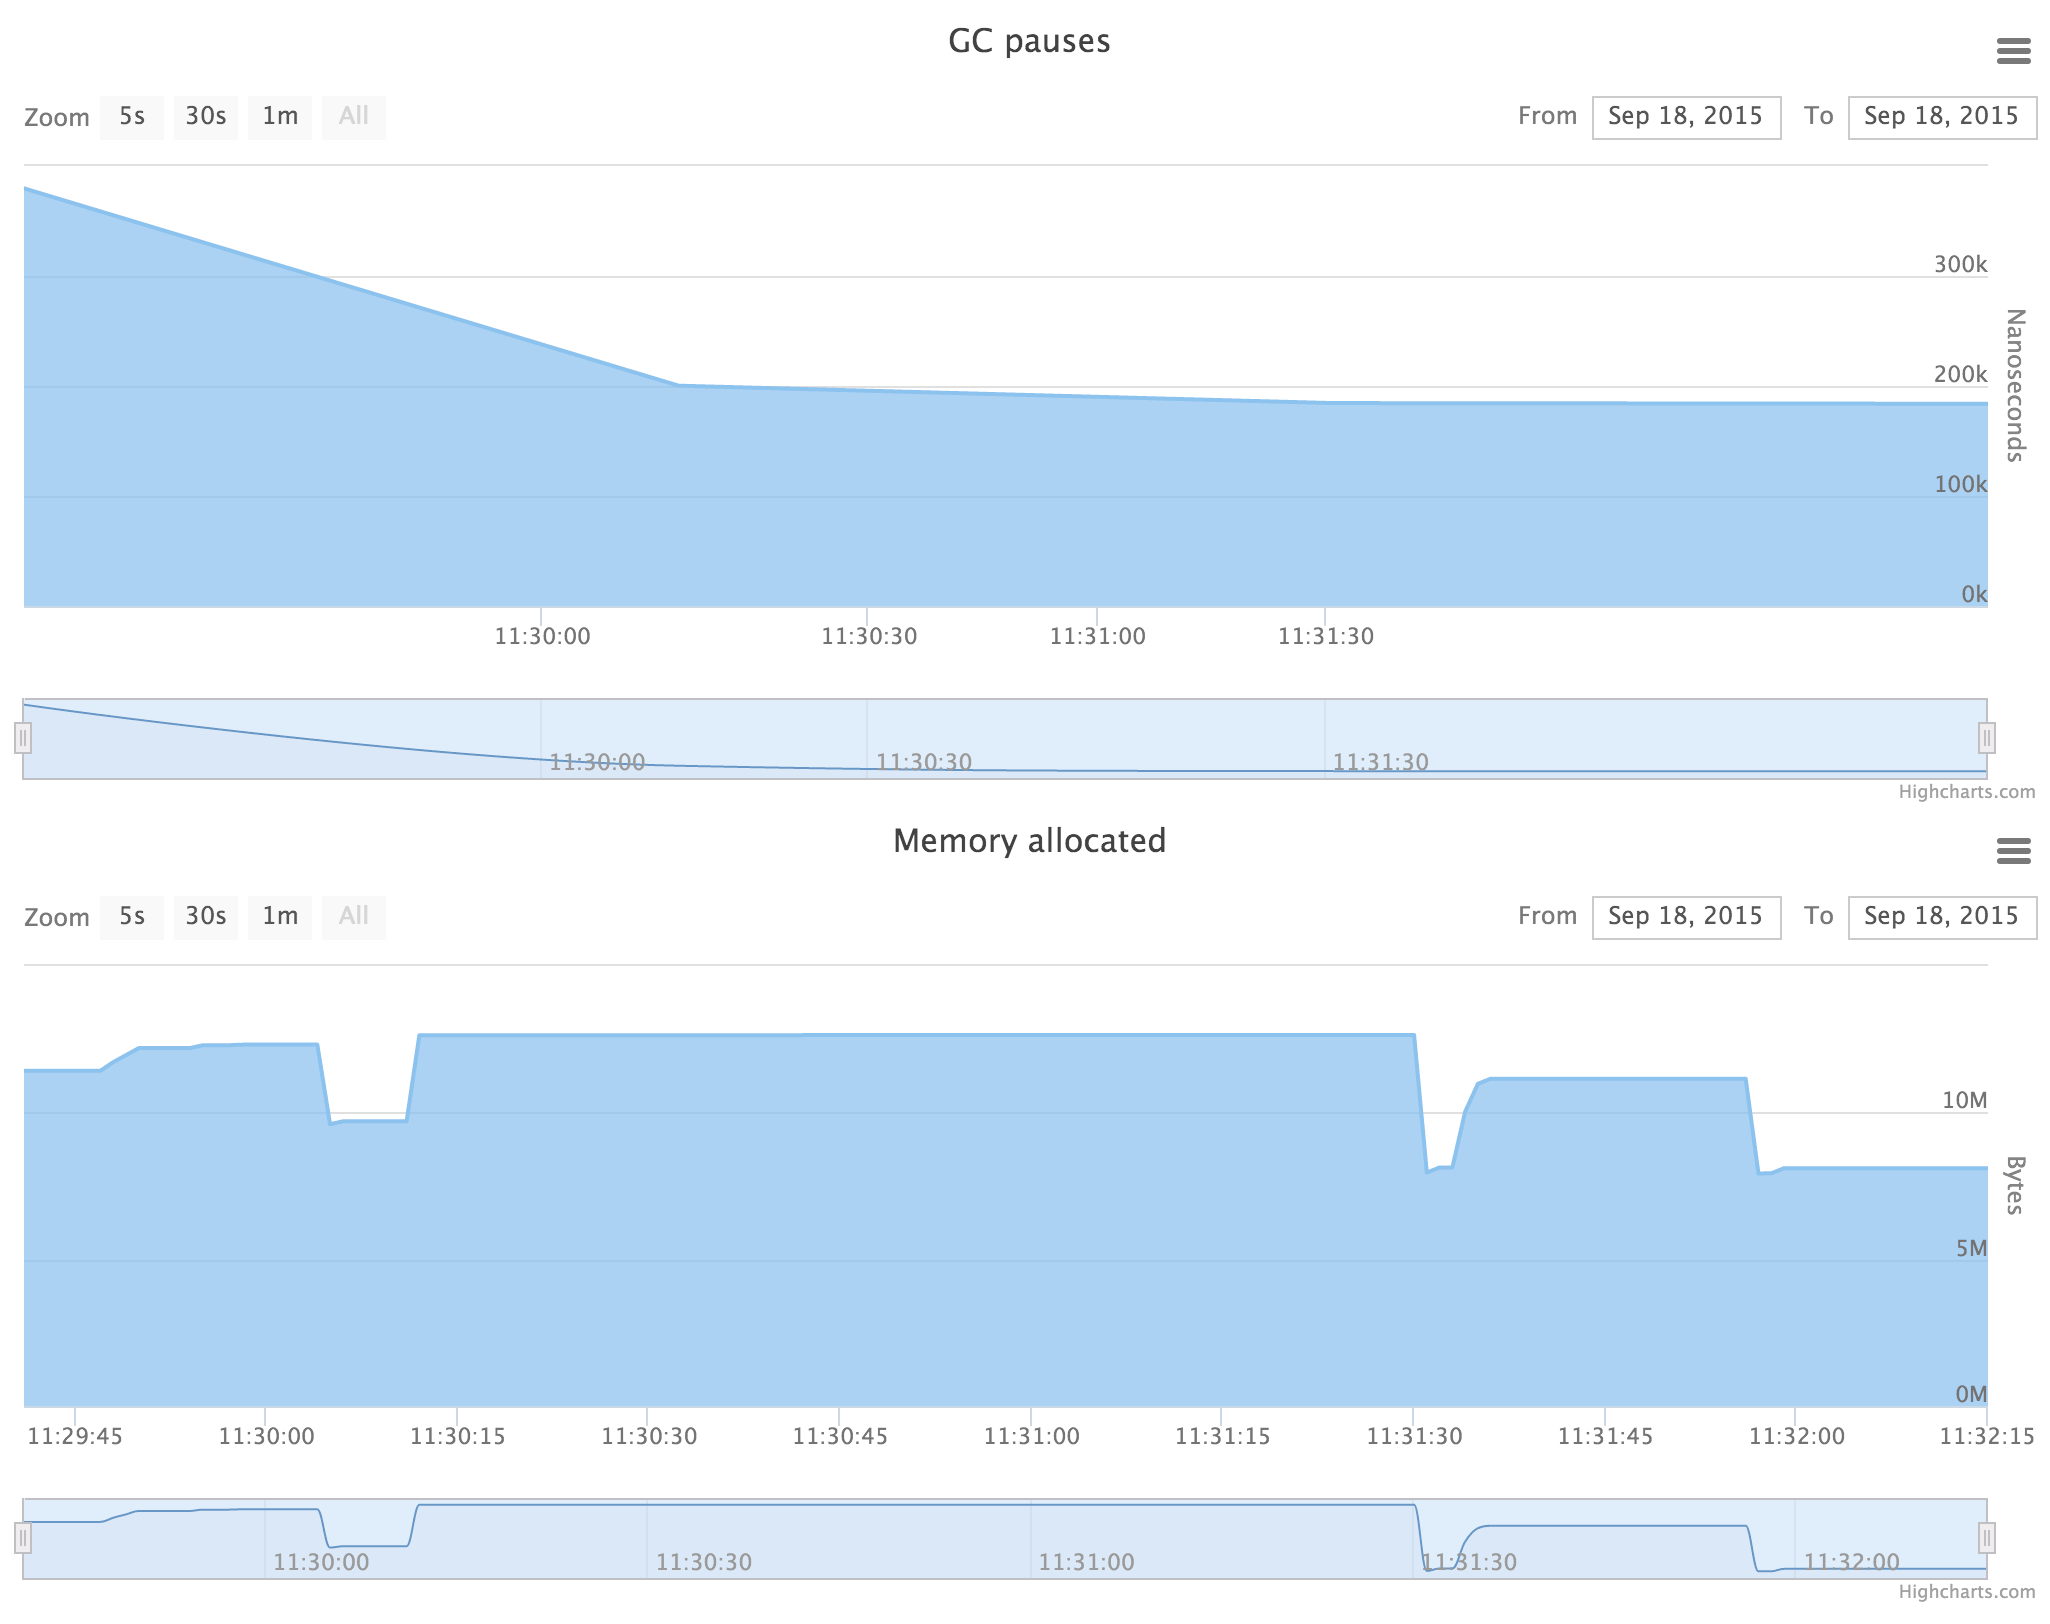 GC pauses
Zoom 5s 30s 1m All From Sep 18, 2015 To Sep 18, 2015
300k
200k
100k
0k
Nanoseconds
11:30:00 11:30:30 11:31:00 11:31:30
11:30:00 11:30:30 11:31:30
Highcharts.com
Memory allocated
Zoom 5s 30s 1m All From Sep 18, 2015 To Sep 18, 2015
10M
5M
0M
Bytes
11:29:45 11:30:00 11:30:15 11:30:30 11:30:45 11:31:00 11:31:15 11:31:30 11:31:45 11:32:00 11:32:15
11:30:00 11:30:30 11:31:00 11:31:30 11:32:00
Highcharts.com